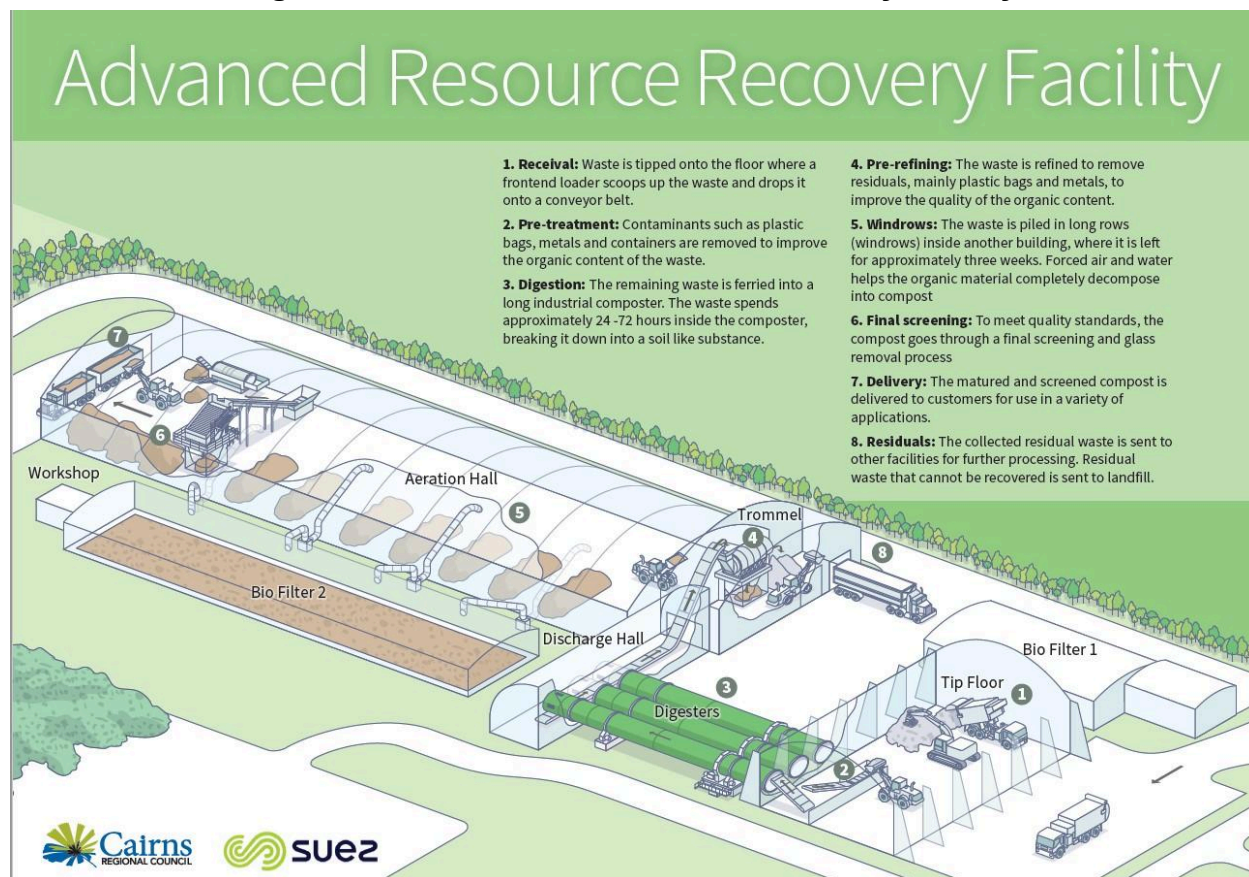 Advanced Resource Recovery Facility
1. Receival: Waste is tipped onto the floor where a
frontend loader scoops up the waste and drops it
onto a conveyor belt.
2. Pre-treatment: Contaminants such as plastic
bags, metals and containers are removed to improve
the organic content of the waste.
3. Digestion: The remaining waste is ferried into a
long industrial composter. The waste spends
approximately 24 -72 hours inside the composter,
breaking it down into a soil like substance.
4. Pre-refining: The waste is refined to remove
residuals, mainly plastic bags and metals, to
improve the quality of the organic content.
5. Windrows: The waste is piled in long rows
(windrows) inside another building, where it is left
for approximately three weeks. Forced air and water
helps the organic material completely decompose
into compost
6. Final screening: To meet quality standards, the
compost goes through a final screening and glass
removal process
7. Delivery: The matured and screened compost is
delivered to customers for use in a variety of
applications.
8. Residuals: The collected residual waste is sent to
other facilities for further processing. Residual
waste that cannot be recovered is sent to landfill.
7
6
Workshop
Aeration Hall
5
Trommel
4
8
Bio Filter 2
Discharge Hall
Bio Filter 1
Tip Floor
1
3
Digesters
2
Cairns
REGIONAL COUNCIL
suez